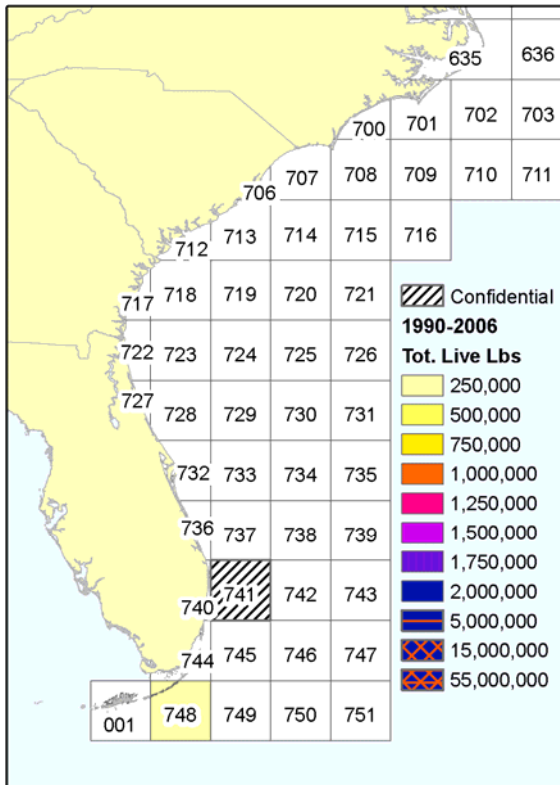 635 636
700 701 702 703
706 707 708 709 710 711
712 713 714 715 716
717 718 719 720 721
722 723 724 725 726
727 728 729 730 731
732 733 734 735
736 737 738 739
740 741 742 743
744 745 746 747
001 748 749 750 751
Confidential
1990-2006
Tot. Live Lbs
250,000
500,000
750,000
1,000,000
1,250,000
1,500,000
1,750,000
2,000,000
5,000,000
15,000,000
55,000,000